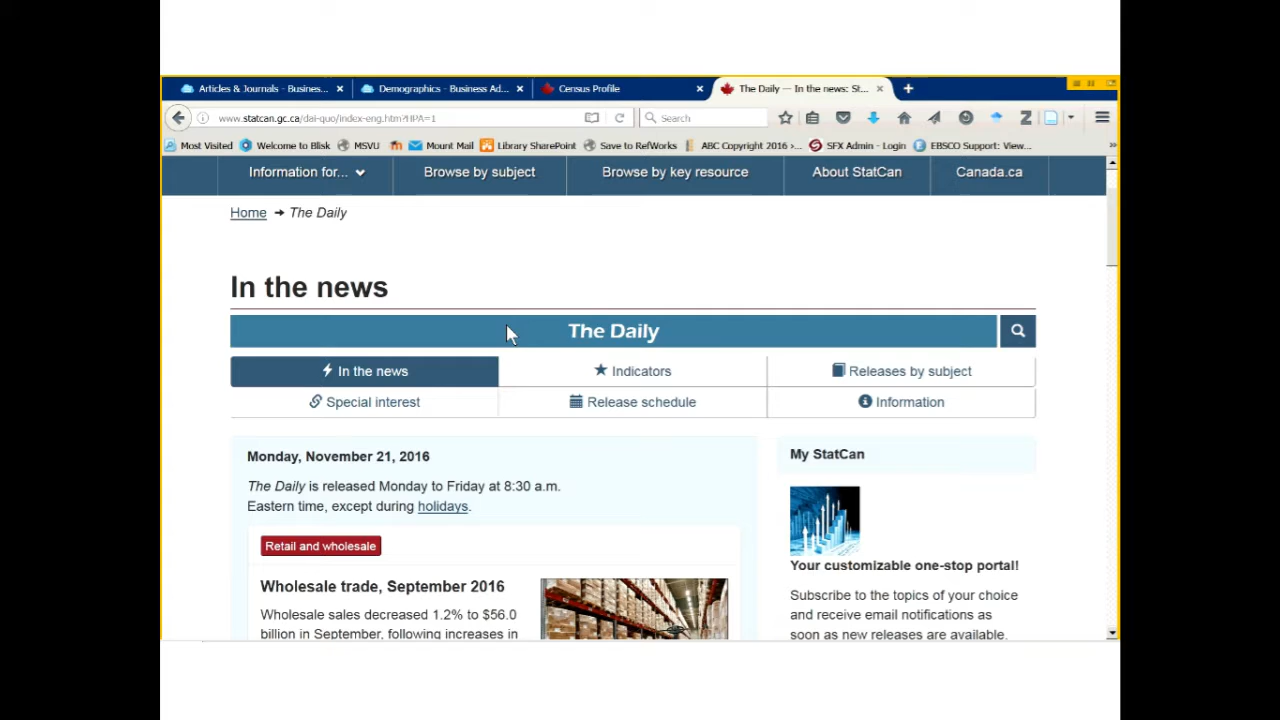 Articles & Journals - Business...
Demographics - Business Ad...
Census Profile
The Daily — In the news: St...
www.statcan.gc.ca/dai-quo/index-eng.htm?HPA=1
Search
Most Visited
Welcome to Blisk
MSVU
Mount Mail
Library SharePoint
Save to RefWorks
ABC Copyright 2016 >...
SFX Admin - Login
EBSCO Support: View...
Information for...
Browse by subject
Browse by key resource
About StatCan
Canada.ca
Home → The Daily
In the news
The Daily
In the news
Indicators
Releases by subject
Special interest
Release schedule
Information
Monday, November 21, 2016
The Daily is released Monday to Friday at 8:30 a.m.
Eastern time, except during holidays.
Retail and wholesale
Wholesale trade, September 2016
Wholesale sales decreased 1.2% to $56.0
billion in September, following increases in
My StatCan
Your customizable one-stop portal!
Subscribe to the topics of your choice
and receive email notifications as
soon as new releases are available.